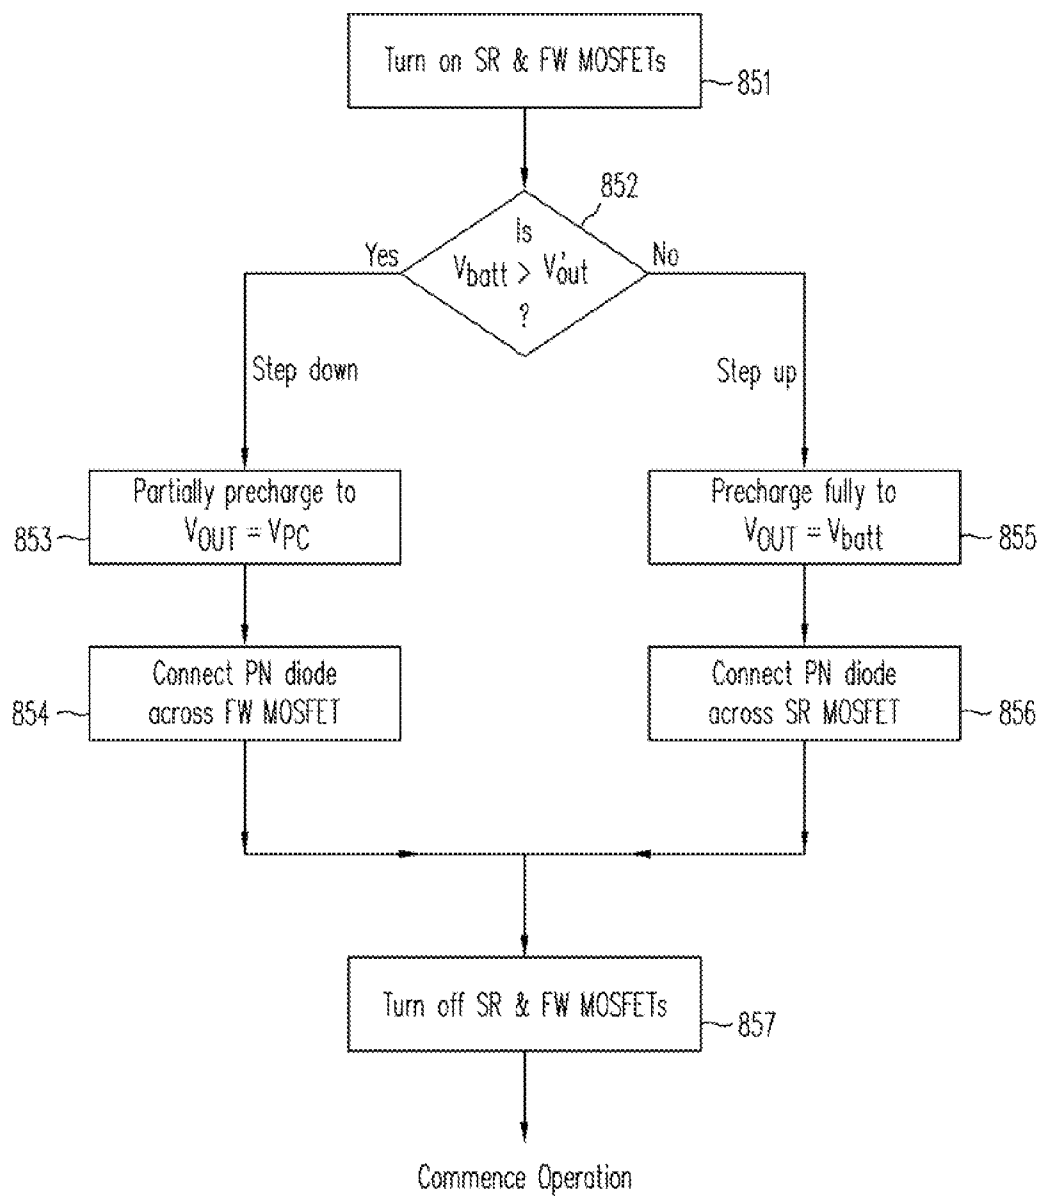 Turn on SR & FW MOSFETs
851
852
Is
Vbatt > V'out
?
Yes
No
Step down
Step up
Partially precharge to
VOUT = VPC
853
Precharge fully to
VOUT = Vbatt
855
Connect PN diode
across FW MOSFET
854
Connect PN diode
across SR MOSFET
856
Turn off SR & FW MOSFETs
857
Commence Operation